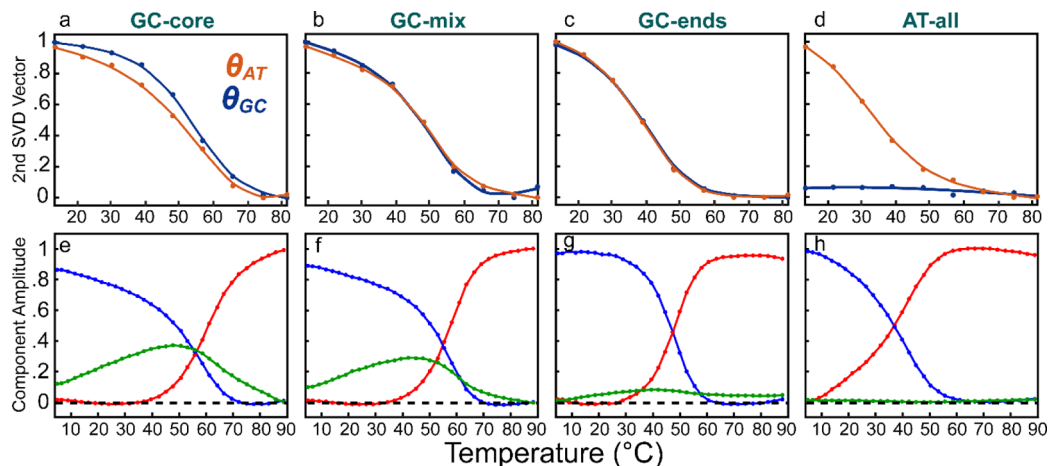 a GC-core b GC-mix c GC-ends d AT-all
2nd SVD Vector
1
.8
.6
.4
.2
0
θAT
θGC
20 30 40 50 60 70 80 20 30 40 50 60 70 80 20 30 40 50 60 70 80 20 30 40 50 60 70 80
e f g h
Component Amplitude
1
.8
.6
.4
.2
0
10 20 30 40 50 60 70 80 90 10 20 30 40 50 60 70 80 90 10 20 30 40 50 60 70 80 90 10 20 30 40 50 60 70 80 90
Temperature (°C)